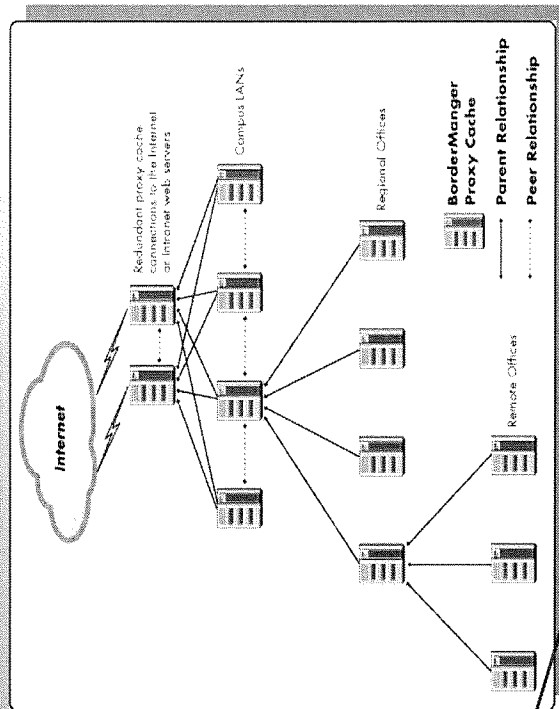 Internet
Redundant proxy cache
connections to the Internet
or Intranet web servers
Campus LANs
Regional Offices
Remote Offices
BorderManger
Proxy Cache
Parent Relationship
Peer Relationship